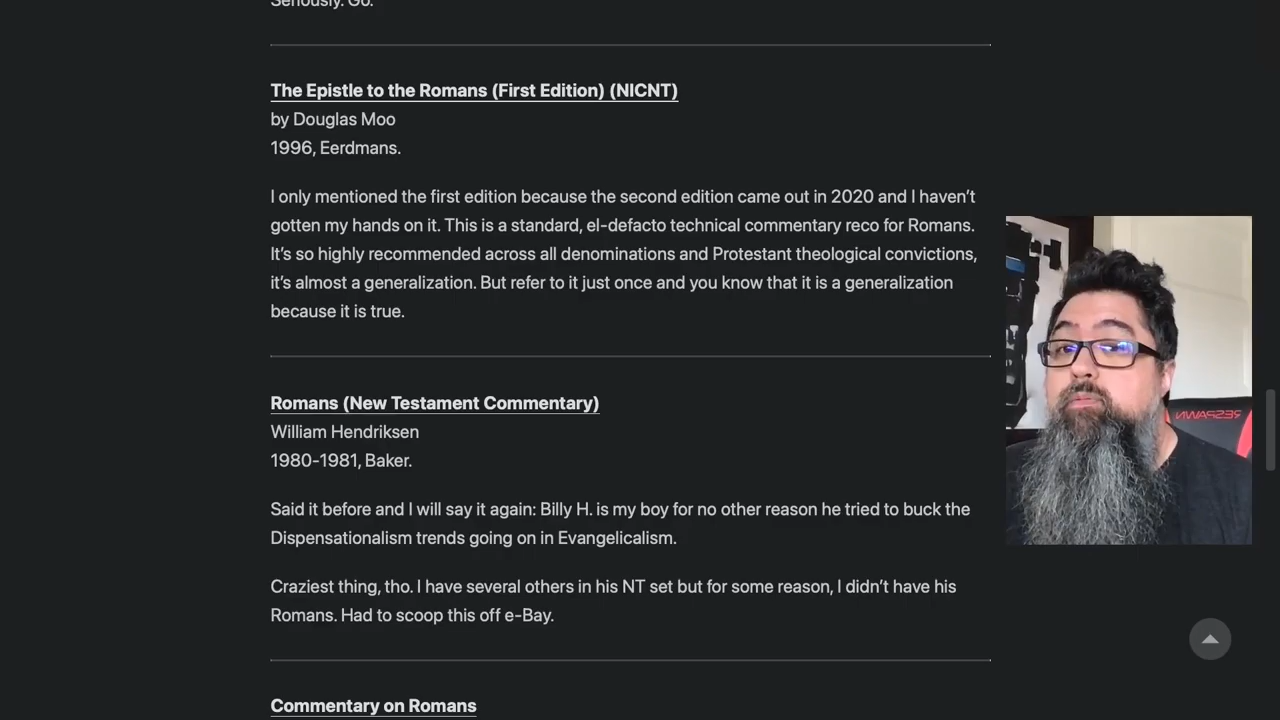 Seriously. Go.
The Epistle to the Romans (First Edition) (NICNT)
by Douglas Moo
1996, Eerdmans.
I only mentioned the first edition because the second edition came out in 2020 and I haven’t
gotten my hands on it. This is a standard, el-defacto technical commentary reco for Romans.
It’s so highly recommended across all denominations and Protestant theological convictions,
it’s almost a generalization. But refer to it just once and you know that it is a generalization
because it is true.
Romans (New Testament Commentary)
William Hendriksen
1980-1981, Baker.
Said it before and I will say it again: Billy H. is my boy for no other reason he tried to buck the
Dispensationalism trends going on in Evangelicalism.
Craziest thing, tho. I have several others in his NT set but for some reason, I didn’t have his
Romans. Had to scoop this off e-Bay.
Commentary on Romans
RESPAWN